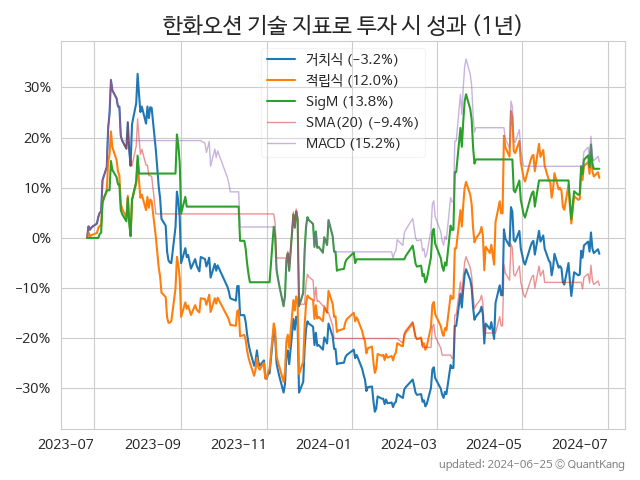 한화오션 기술 지표로 투자 시 성과 (1년)
거치식 (−3.2%)
적립식 (12.0%)
SigM (13.8%)
SMA(20) (−9.4%)
MACD (15.2%)
30%
20%
10%
0%
−10%
−20%
−30%
2023-07 2023-09 2023-11 2024-01 2024-03 2024-05 2024-07
updated: 2024-06-25 ⓒ QuantKang